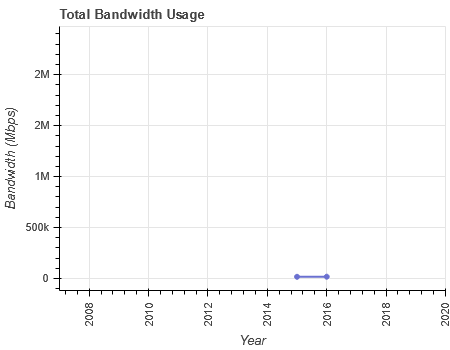 Total Bandwidth Usage
2M
2M
1M
500k
0
Bandwidth (Mbps)
2008
2010
2012
2014
2016
2018
2020
Year